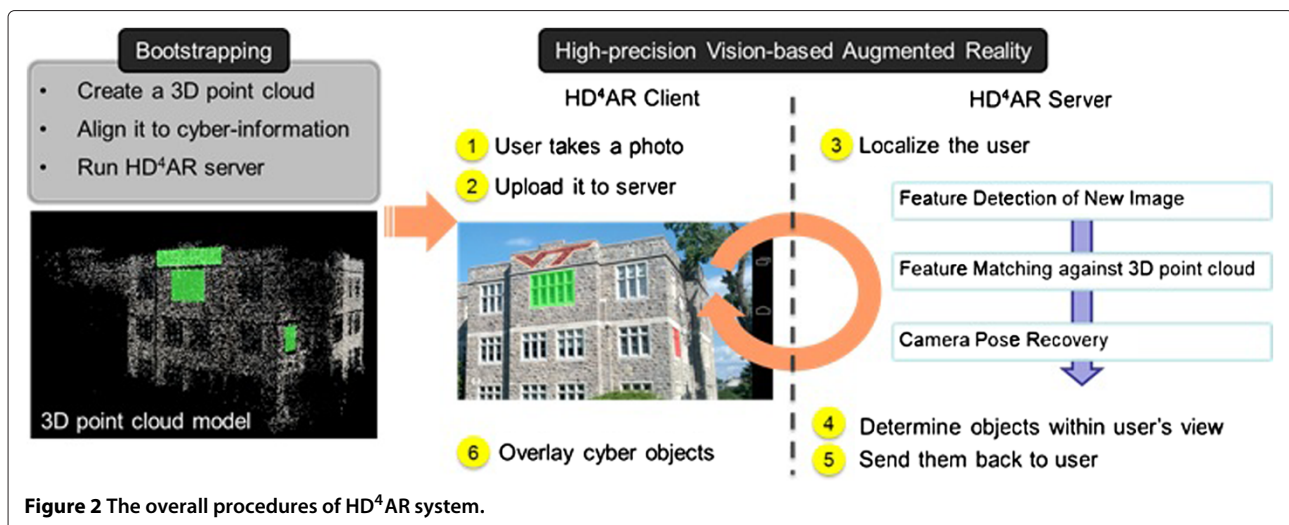 Bootstrapping
• Create a 3D point cloud
• Align it to cyber-information
• Run HD⁴AR server
3D point cloud model
High-precision Vision-based Augmented Reality
HD⁴AR Client
1 User takes a photo
2 Upload it to server
VT
6 Overlay cyber objects
HD⁴AR Server
3 Localize the user
Feature Detection of New Image
Feature Matching against 3D point cloud
Camera Pose Recovery
4 Determine objects within user's view
5 Send them back to user
Figure 2 The overall procedures of HD⁴AR system.